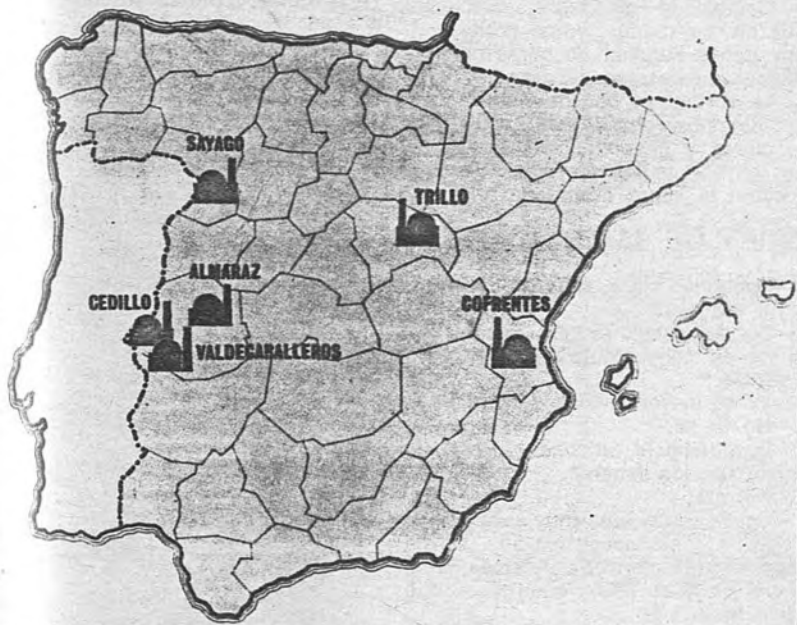 SAYAGO
TRILLO
ALMARAZ
CEDILLO
COFRENTES
VALDECABALLEROS